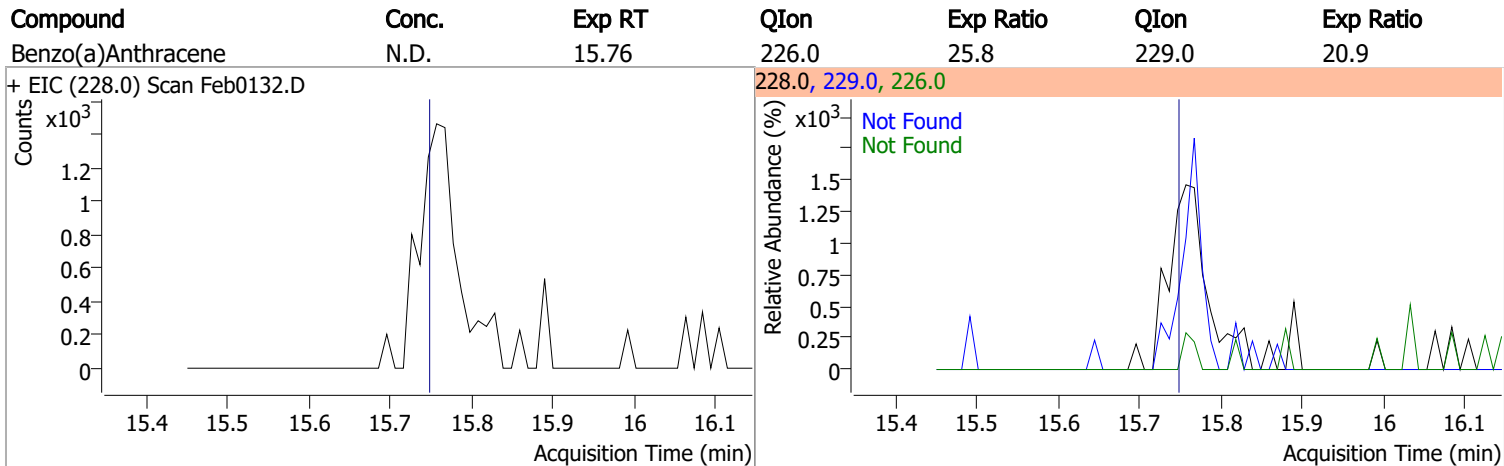 Compound Conc. Exp RT QIon Exp Ratio QIon Exp Ratio
Benzo(a)Anthracene N.D. 15.76 226.0 25.8 229.0 20.9
+ EIC (228.0) Scan Feb0132.D
Counts
x10³
1.2
1
0.8
0.6
0.4
0.2
0
15.4 15.5 15.6 15.7 15.8 15.9 16 16.1
Acquisition Time (min)
228.0, 229.0, 226.0
Relative Abundance (%)
x10³
Not Found
Not Found
1.5
1.25
1
0.75
0.5
0.25
0
15.4 15.5 15.6 15.7 15.8 15.9 16 16.1
Acquisition Time (min)